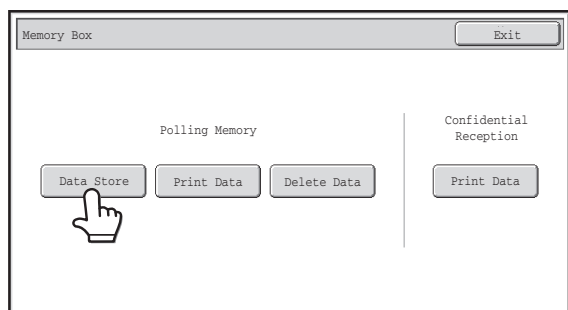 Memory Box
Exit
Polling Memory
Data Store
Print Data
Delete Data
Confidential
Reception
Print Data